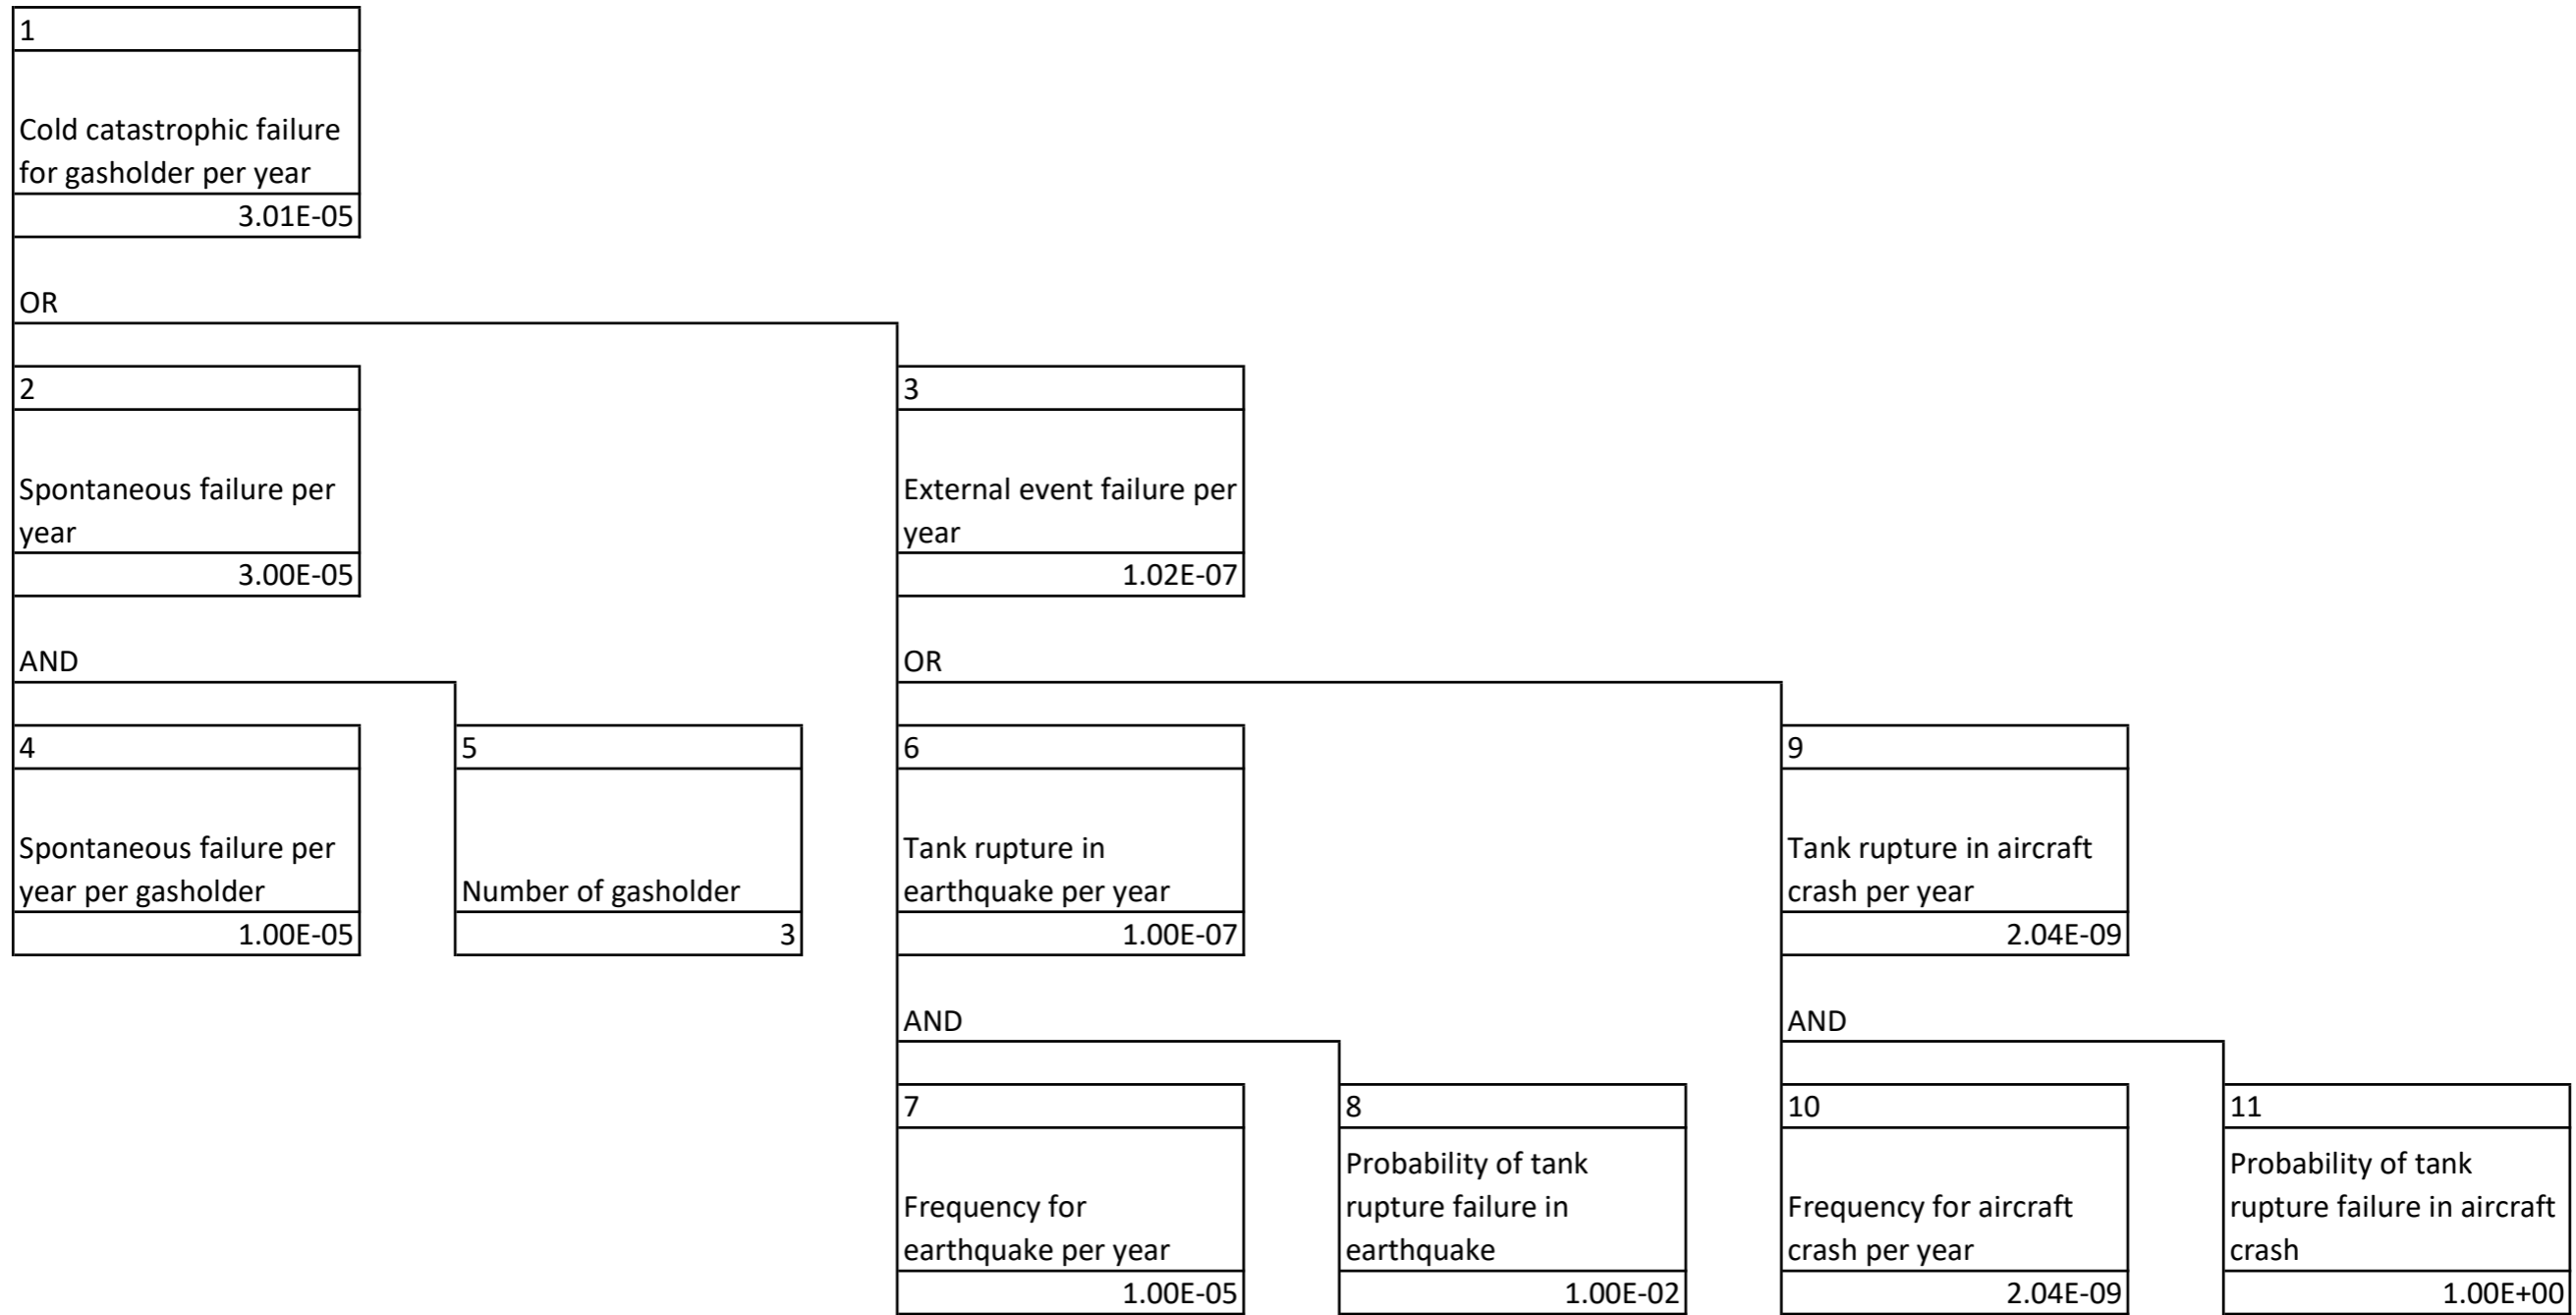 1
Cold catastrophic failure
for gasholder per year
3.01E-05
OR
2
Spontaneous failure per
year
3.00E-05
3
External event failure per
year
1.02E-07
AND
OR
4
Spontaneous failure per
year per gasholder
1.00E-05
5
Number of gasholder
3
6
Tank rupture in
earthquake per year
1.00E-07
9
Tank rupture in aircraft
crash per year
2.04E-09
AND
AND
7
Frequency for
earthquake per year
1.00E-05
8
Probability of tank
rupture failure in
earthquake
1.00E-02
10
Frequency for aircraft
crash per year
2.04E-09
11
Probability of tank
rupture failure in aircraft
crash
1.00E+00